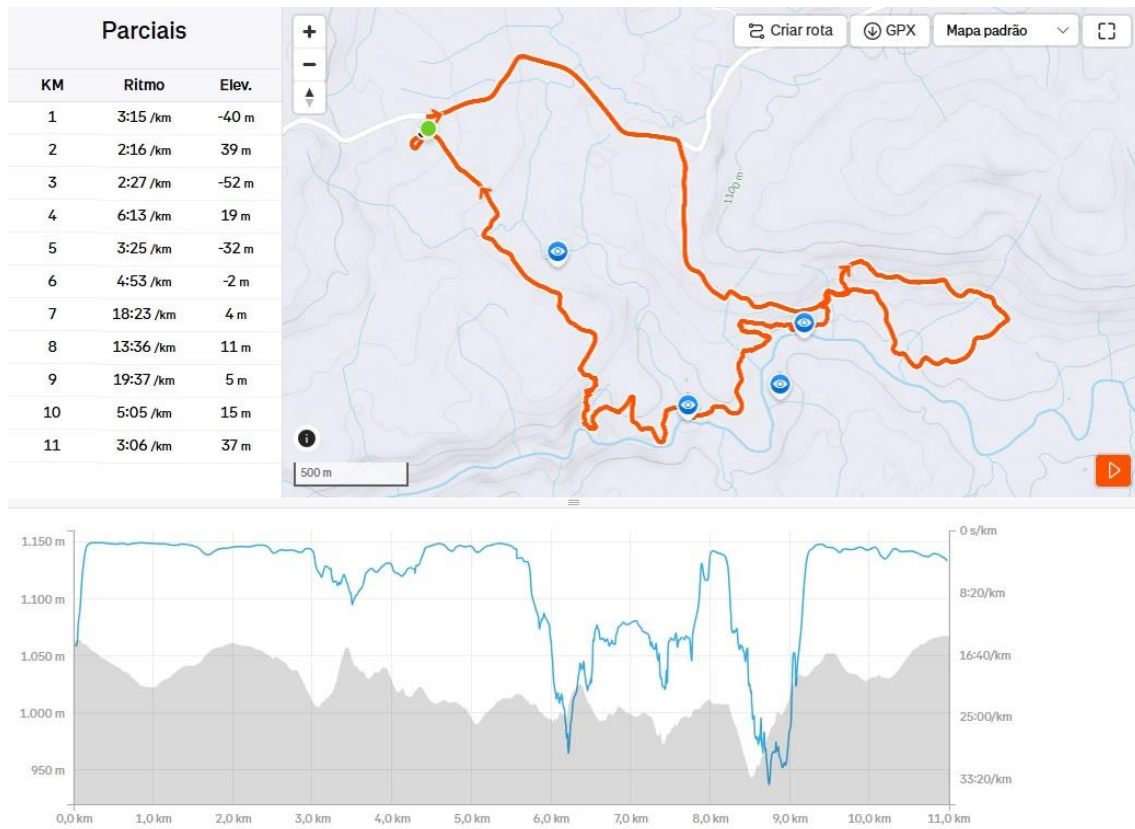 Parciais
KM Ritmo Elev.
1 3:15 /km -40 m
2 2:16 /km 39 m
3 2:27 /km -52 m
4 6:13 /km 19 m
5 3:25 /km -32 m
6 4:53 /km -2 m
7 18:23 /km 4 m
8 13:36 /km 11 m
9 19:37 /km 5 m
10 5:05 /km 15 m
11 3:06 /km 37 m
+
−
Criar rota
GPX
Mapa padrão
1100 m
500 m
1.150 m
1.100 m
1.050 m
1.000 m
950 m
0 s/km
8:20/km
16:40/km
25:00/km
33:20/km
0,0 km 1,0 km 2,0 km 3,0 km 4,0 km 5,0 km 6,0 km 7,0 km 8,0 km 9,0 km 10,0 km 11,0 km